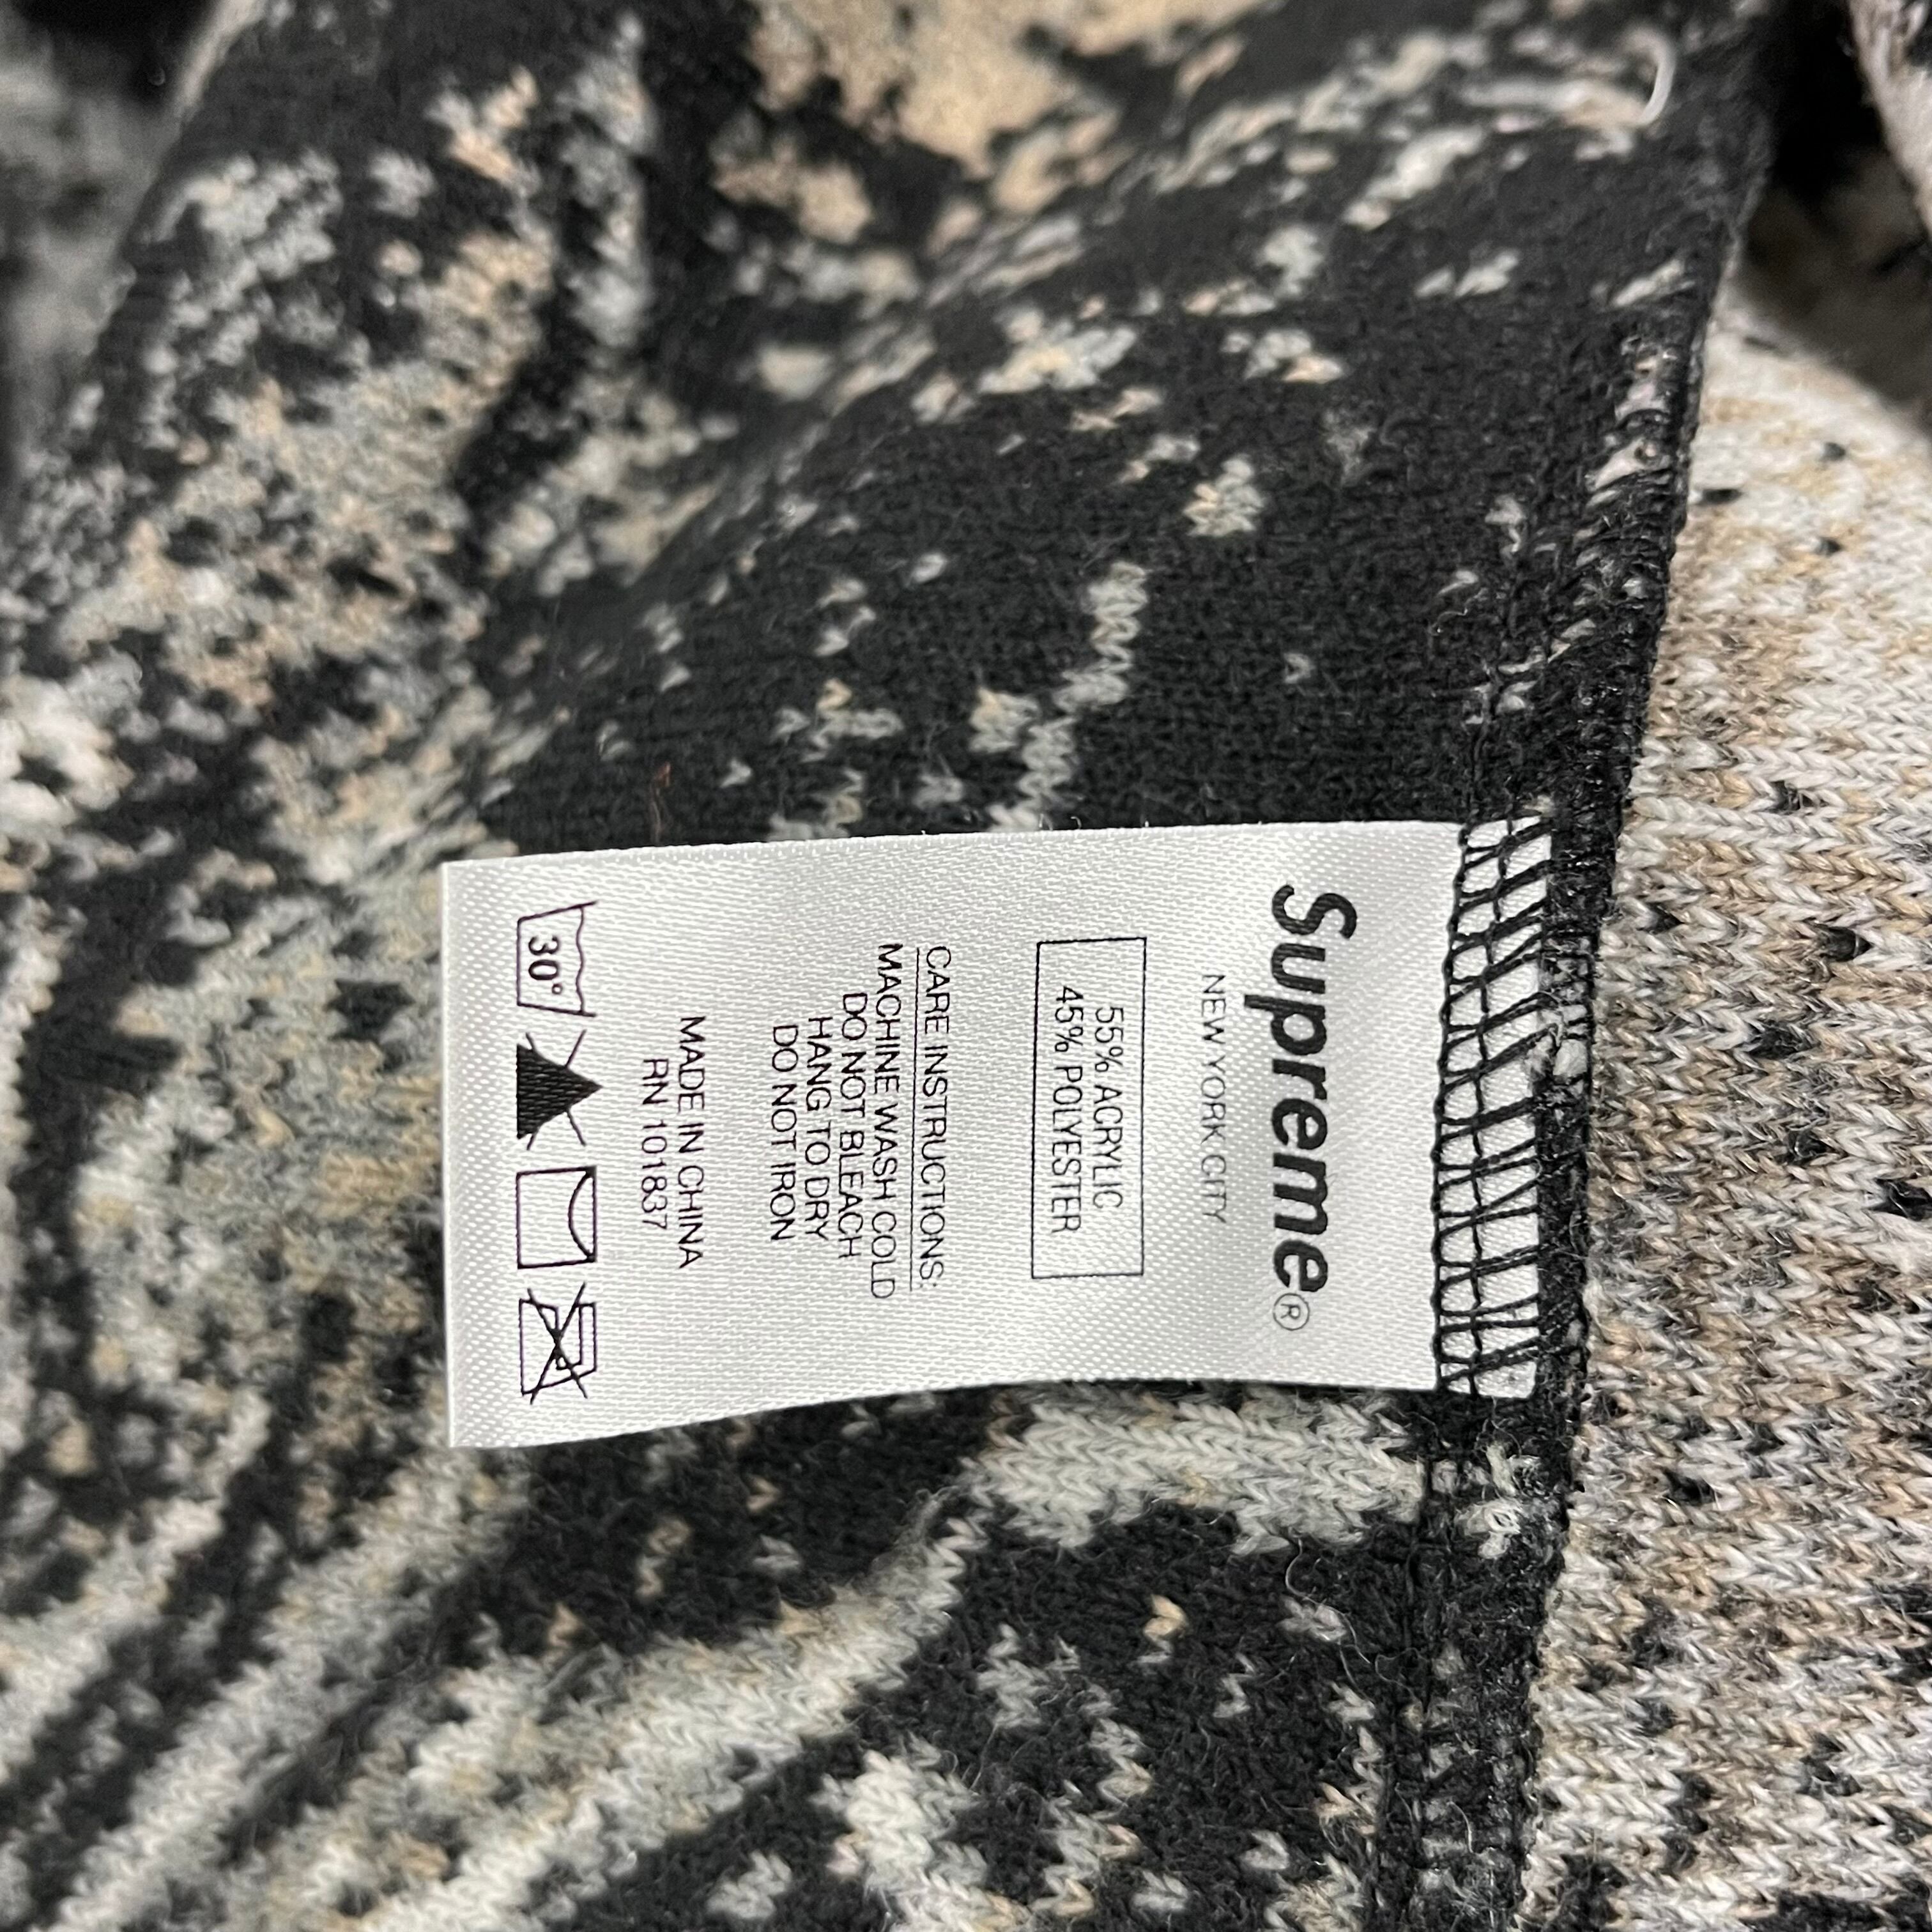 Supreme®
NEW YORK CITY
55% ACRYLIC
45% POLYESTER
CARE INSTRUCTIONS:
MACHINE WASH COLD
DO NOT BLEACH
HANG TO DRY
DO NOT IRON
MADE IN CHINA
RN 101837
30°